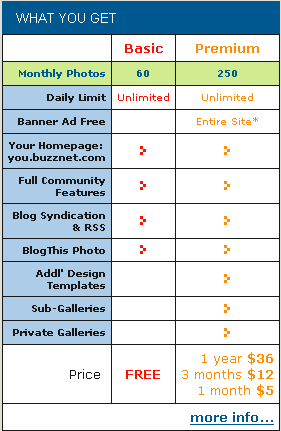 WHAT YOU GET
Basic Premium
Monthly Photos 60 250
Daily Limit Unlimited Unlimited
Banner Ad Free Entire Site*
Your Homepage:
you.buzznet.com
Full Community
Features
Blog Syndication
& RSS
BlogThis Photo
Addl' Design
Templates
Sub-Galleries
Private Galleries
Price FREE 1 year $36
3 months $12
1 month $5
more info...